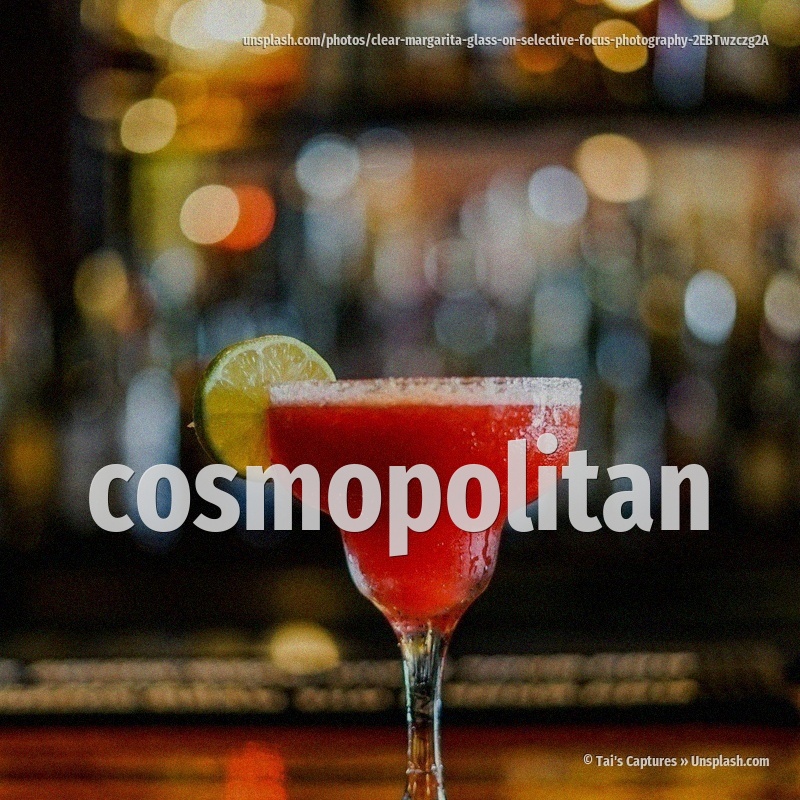 unsplash.com/photos/clear-margarita-glass-on-selective-focus-photography-2EBTwzczg2A
cosmopolitan
© Tai's Captures » Unsplash.com